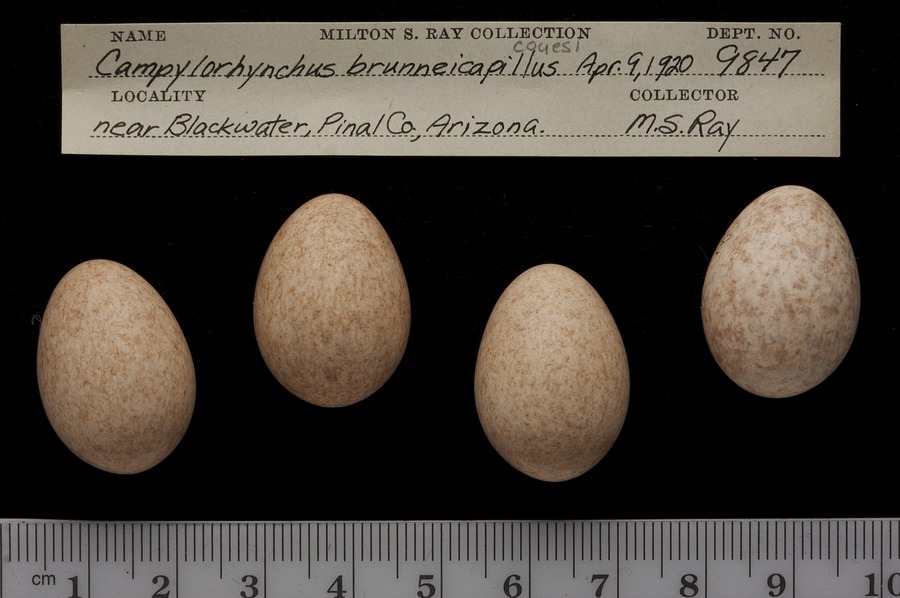 NAME MILTON S. RAY COLLECTION DEPT. NO.
couesi
Campylorhynchus brunneicapillus Apr. 9, 1920 9847
LOCALITY COLLECTOR
near Blackwater, Pinal Co., Arizona. M.S. Ray
cm 1 2 3 4 5 6 7 8 9 10